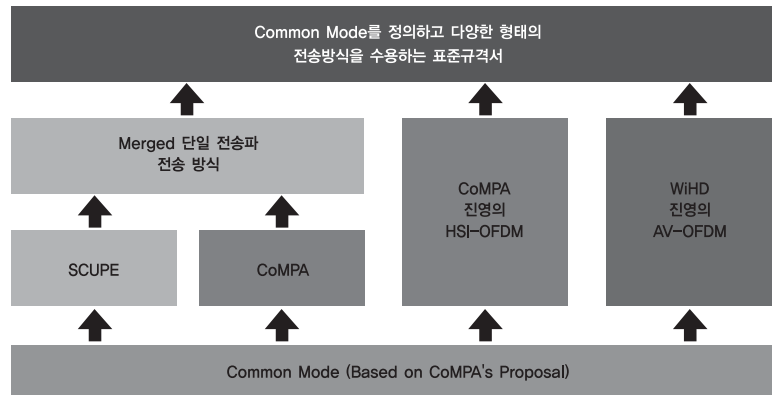 Common Mode를 정의하고 다양한 형태의
전송방식을 수용하는 표준규격서
Merged 단일 전송파
전송 방식
CoMPA
진영의
HSI-OFDM
WiHD
진영의
AV-OFDM
SCUPE
CoMPA
Common Mode (Based on CoMPA's Proposal)